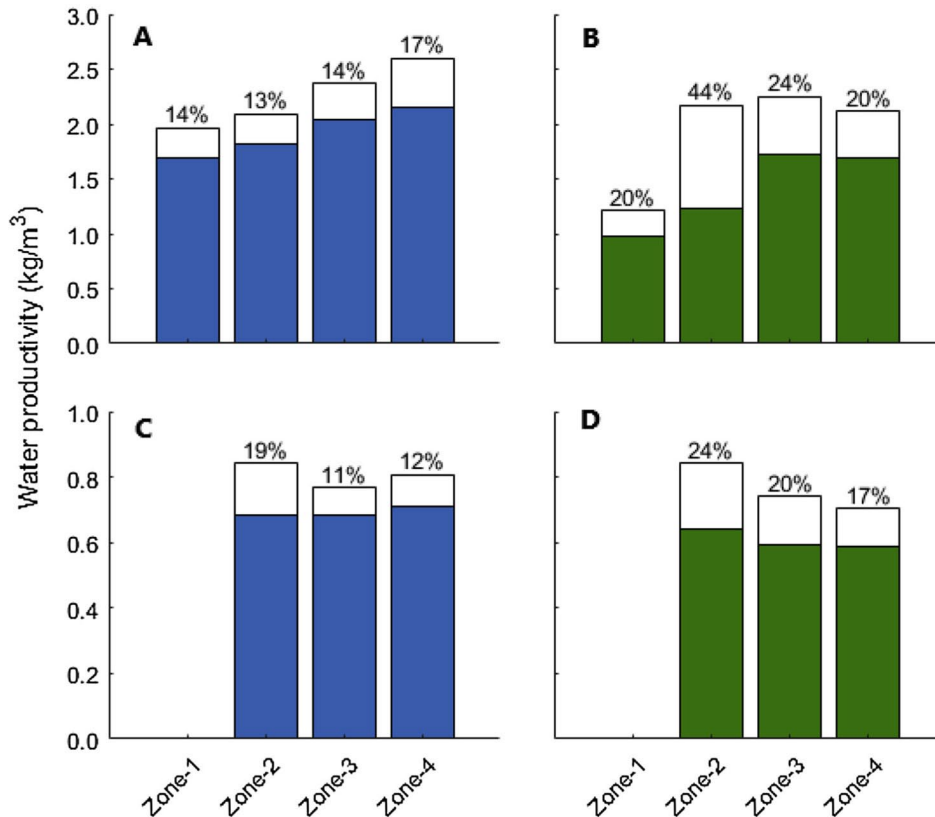 Water productivity (kg/m³)
A
3.0
2.5
2.0
1.5
1.0
0.5
0.0
14%
13%
14%
17%
B
20%
44%
24%
20%
C
1.0
0.8
0.6
0.4
0.2
0.0
19%
11%
12%
Zone-1
Zone-2
Zone-3
Zone-4
D
24%
20%
17%
Zone-1
Zone-2
Zone-3
Zone-4